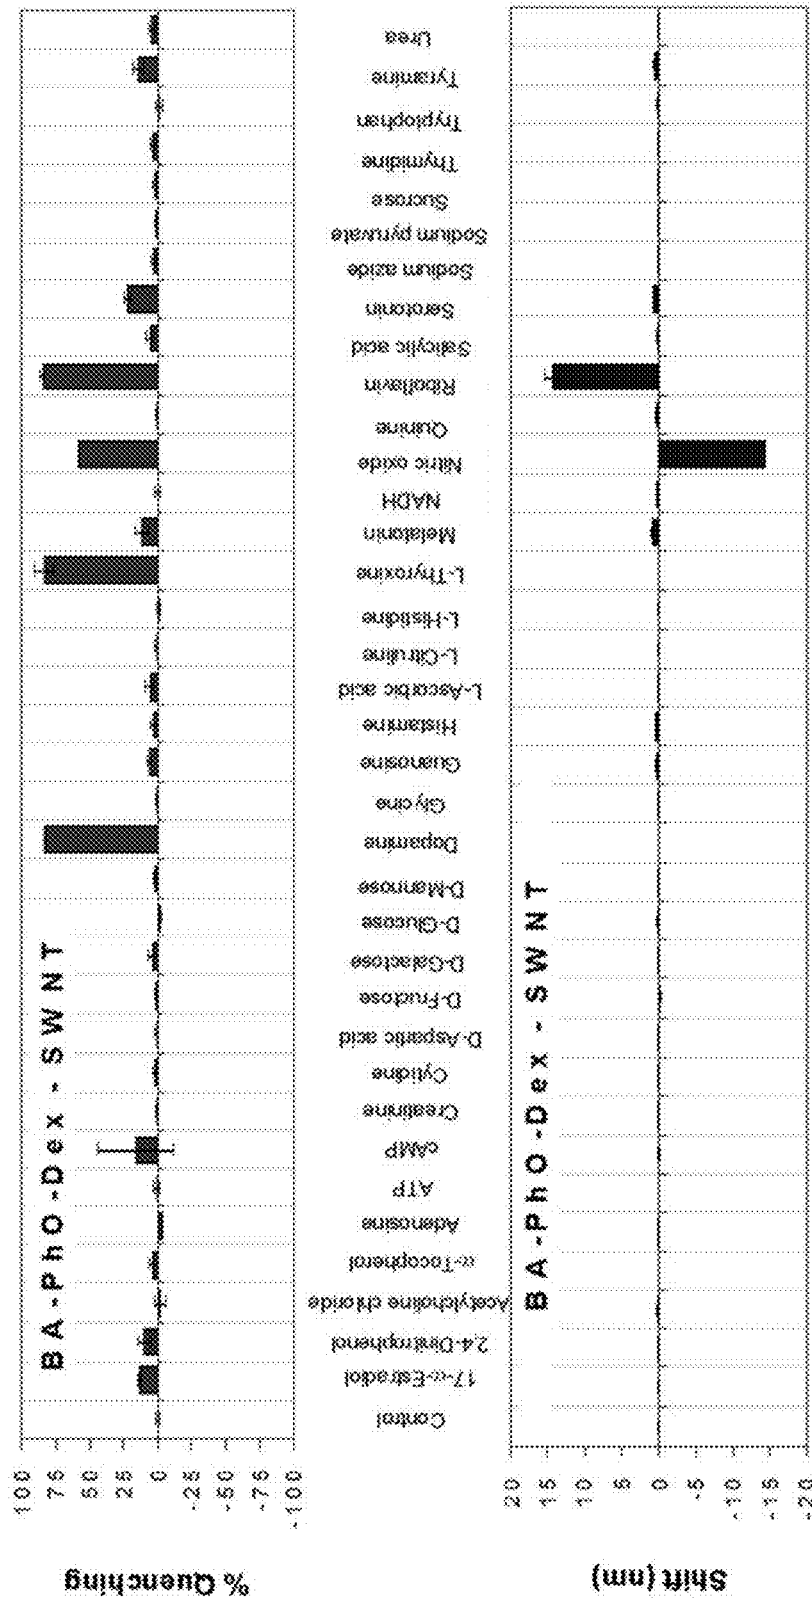 % Quenching
100
75
50
25
0
-25
-50
-75
-100
BA-PhO-Dex - SWNT
Control
17-α-Estradiol
2,4-Dinitrophenol
Acetylcholine chloride
α-Tocopherol
Adenosine
ATP
cAMP
Creatinine
Cytidine
D-Aspartic acid
D-Fructose
D-Galactose
D-Glucose
D-Mannose
Dopamine
Glycine
Guanosine
Histamine
L-Ascorbic acid
L-Citruline
L-Histidine
L-Thyroxine
Melatonin
NADH
Nitric oxide
Quinine
Riboflavin
Salicylic acid
Serotonin
Sodium azide
Sodium pyruvate
Sucrose
Thymidine
Tryptophan
Tyramine
Urea
Shift (nm)
20
15
10
5
0
-5
-10
-15
-20
BA-PhO-Dex - SWNT